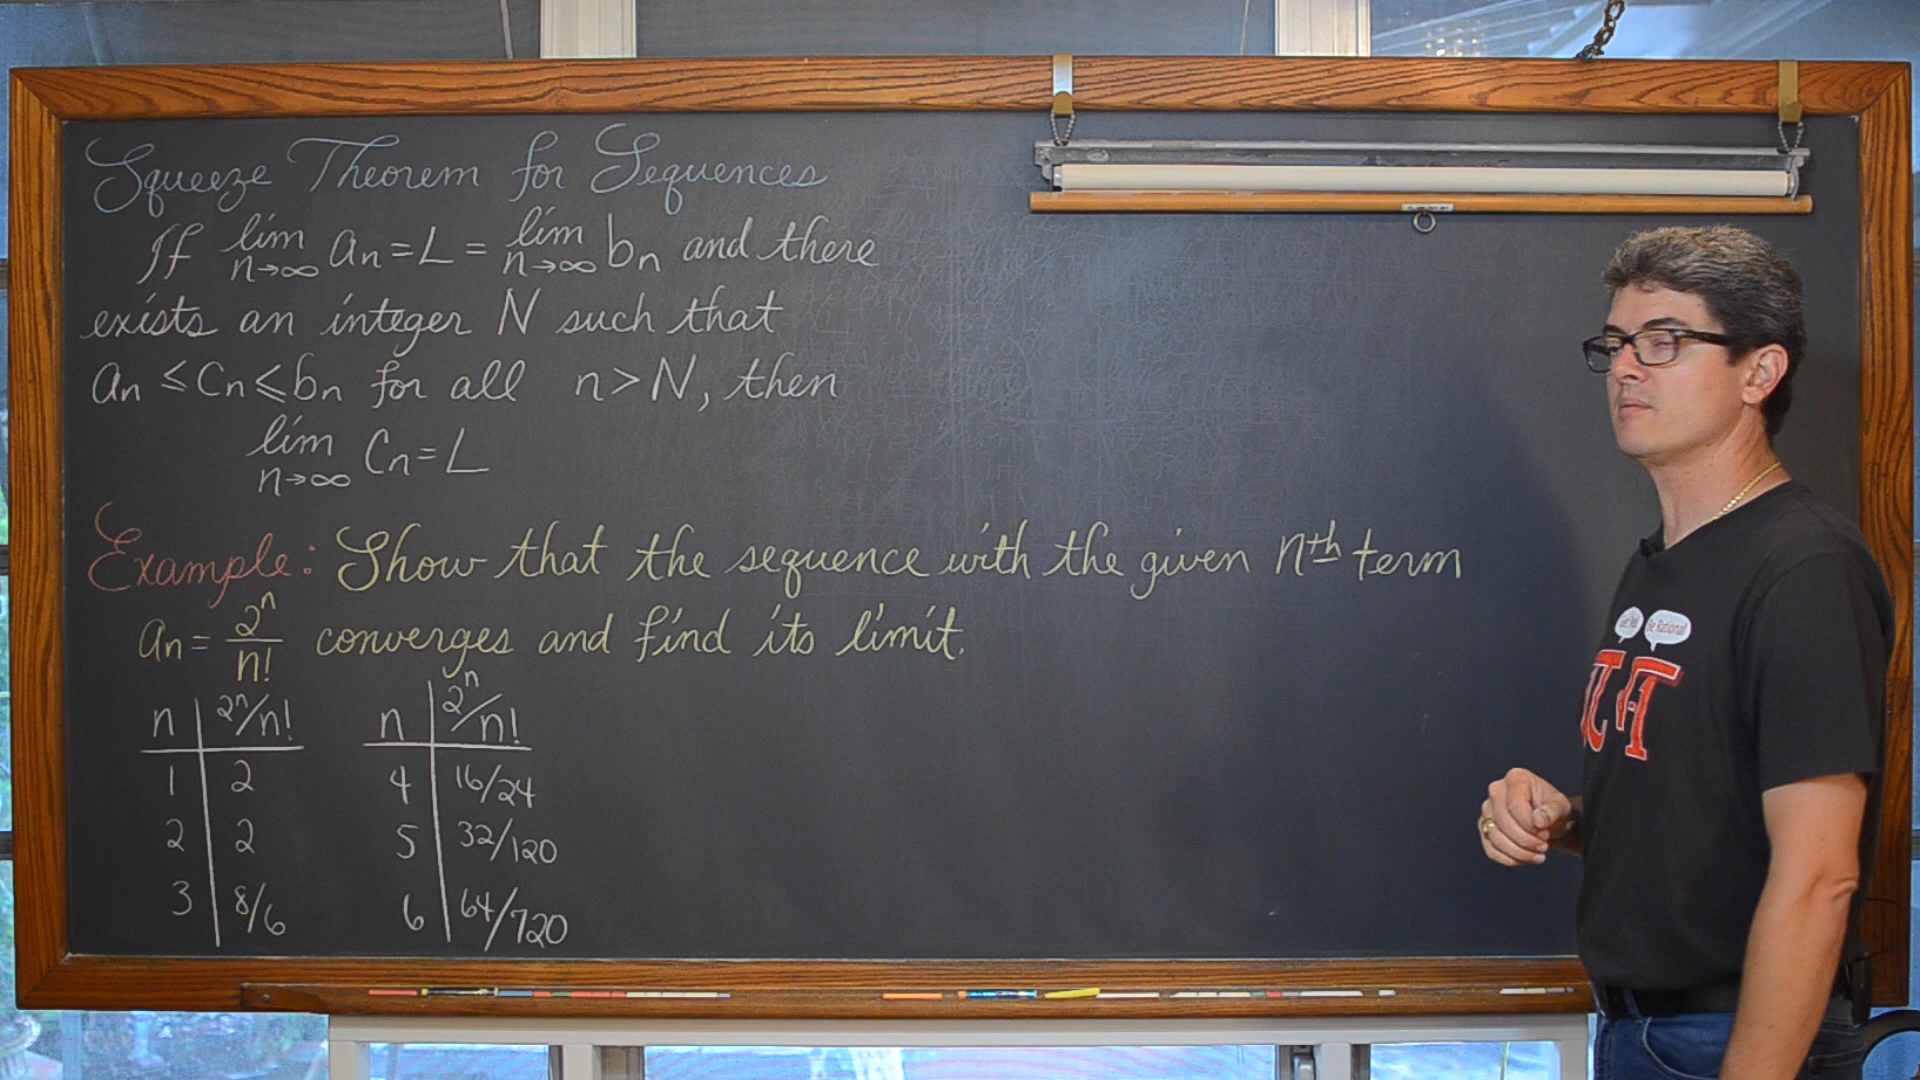 Squeeze Theorem for Sequences
If lim n→∞ an = L = lim n→∞ bn and there
exists an integer N such that
an ≤ Cn ≤ bn for all n > N, then
lim n→∞ Cn = L
Example: Show that the sequence with the given nth term
an = 2^n/n! converges and find its limit.
n | 2^n/n! n | 2^n/n!
1 | 2 4 | 16/24
2 | 2 5 | 32/120
3 | 8/6 6 | 64/720
Be Rational!